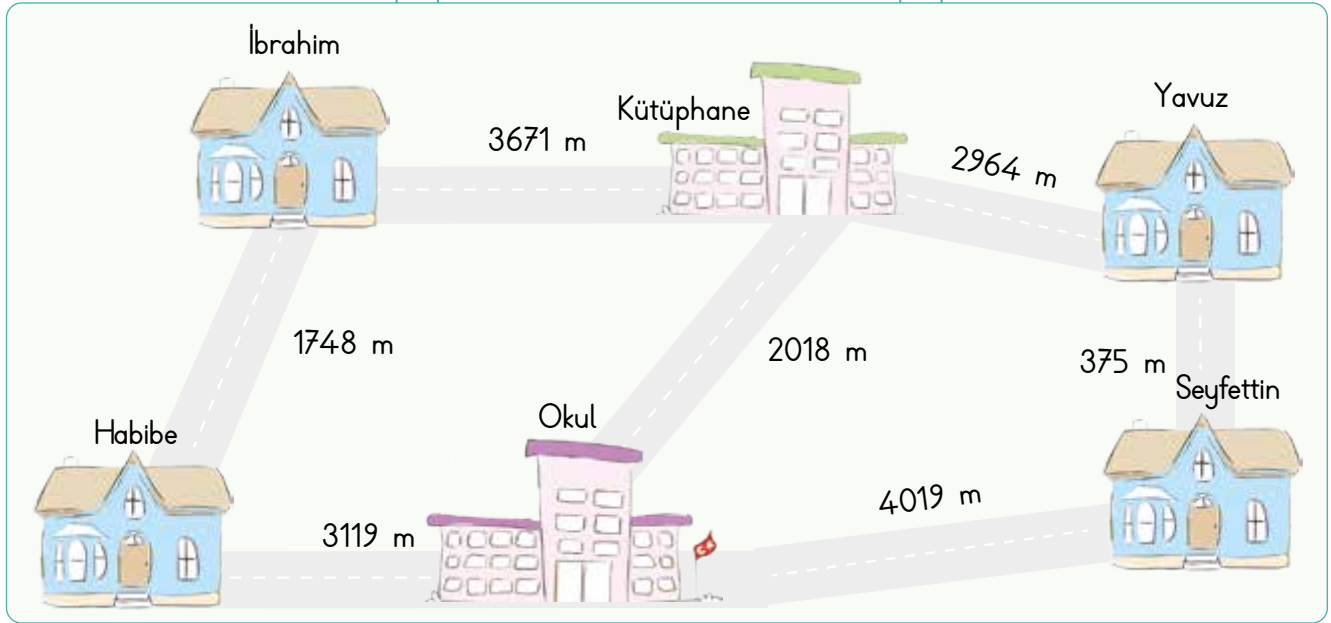 İbrahim
Kütüphane
Yavuz
3671 m
2964 m
1748 m
2018 m
375 m
Seyfettin
Habibe
Okul
3119 m
4019 m